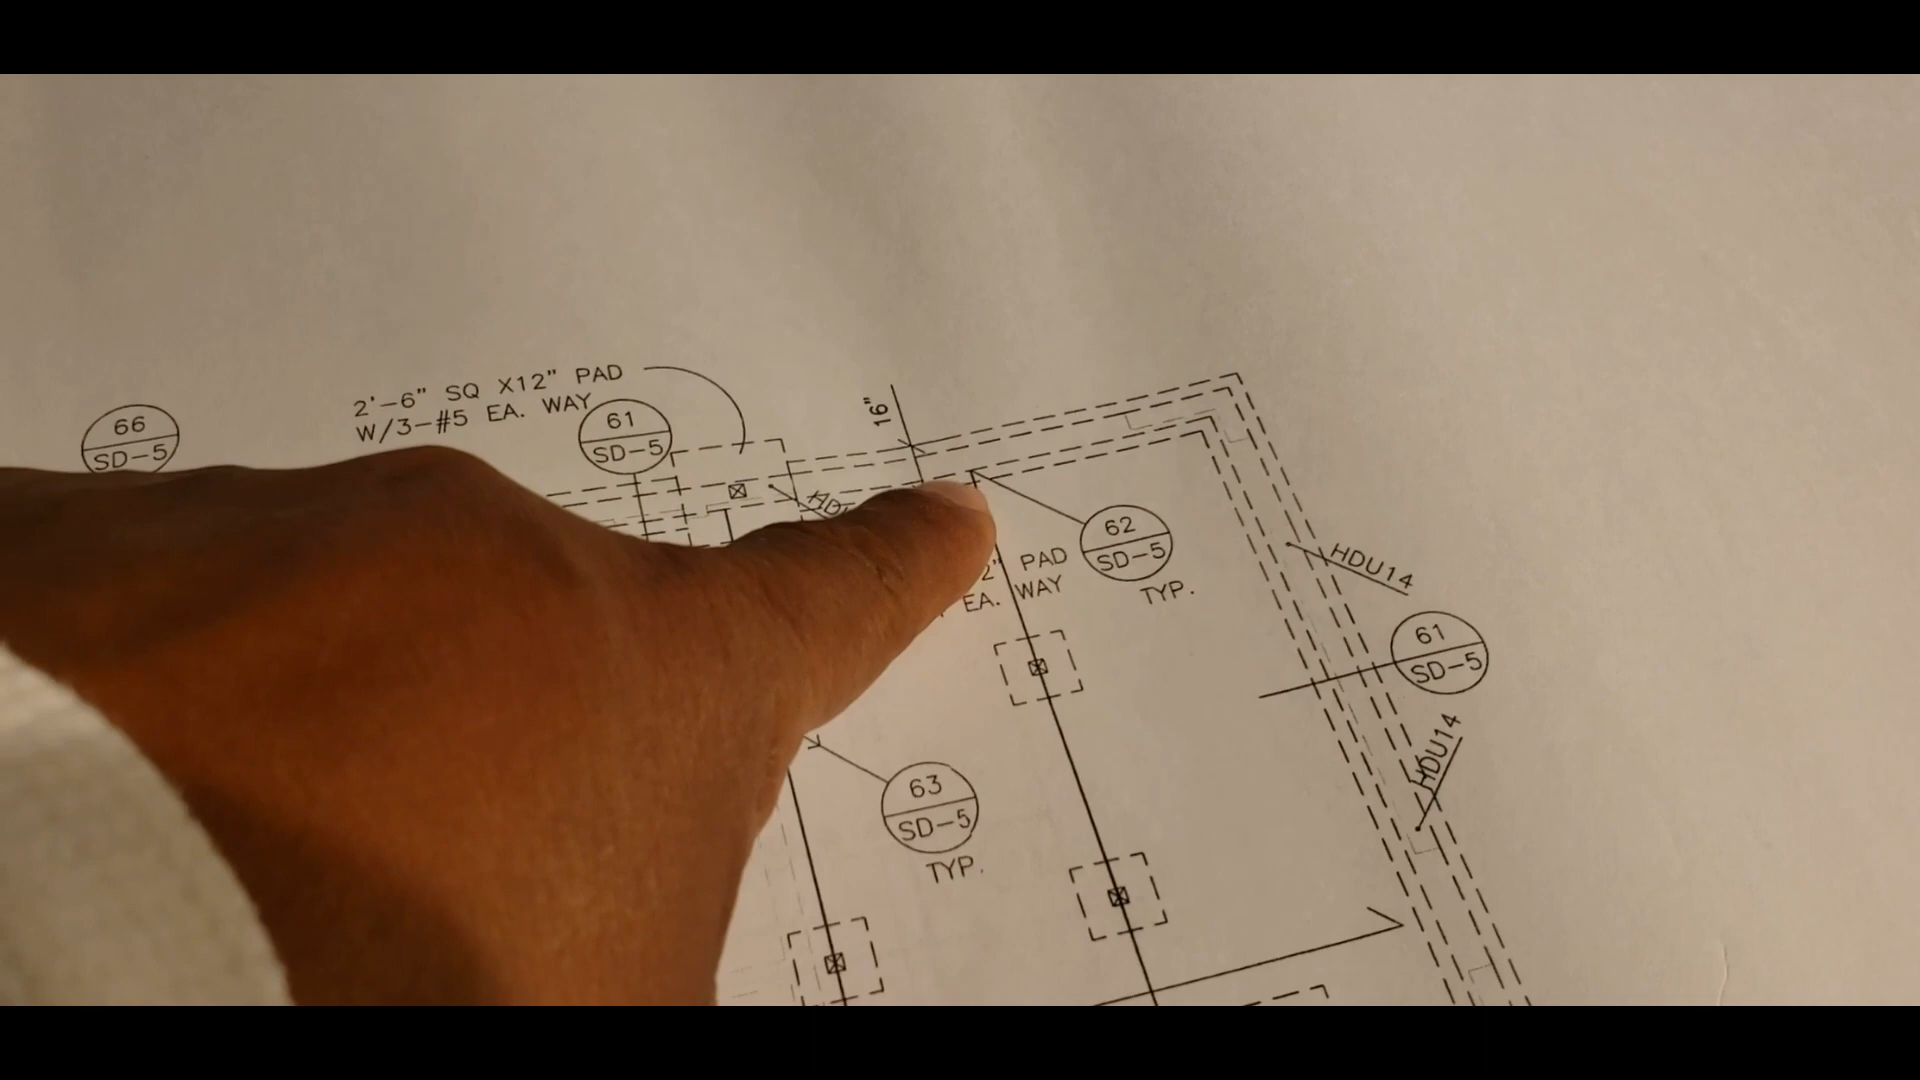 2'-6" SQ X12" PAD
W/3-#5 EA. WAY
66
SD-5
61
SD-5
16"
62
SD-5
TYP.
2" PAD
EA. WAY
HDU14
61
SD-5
HDU14
63
SD-5
TYP.